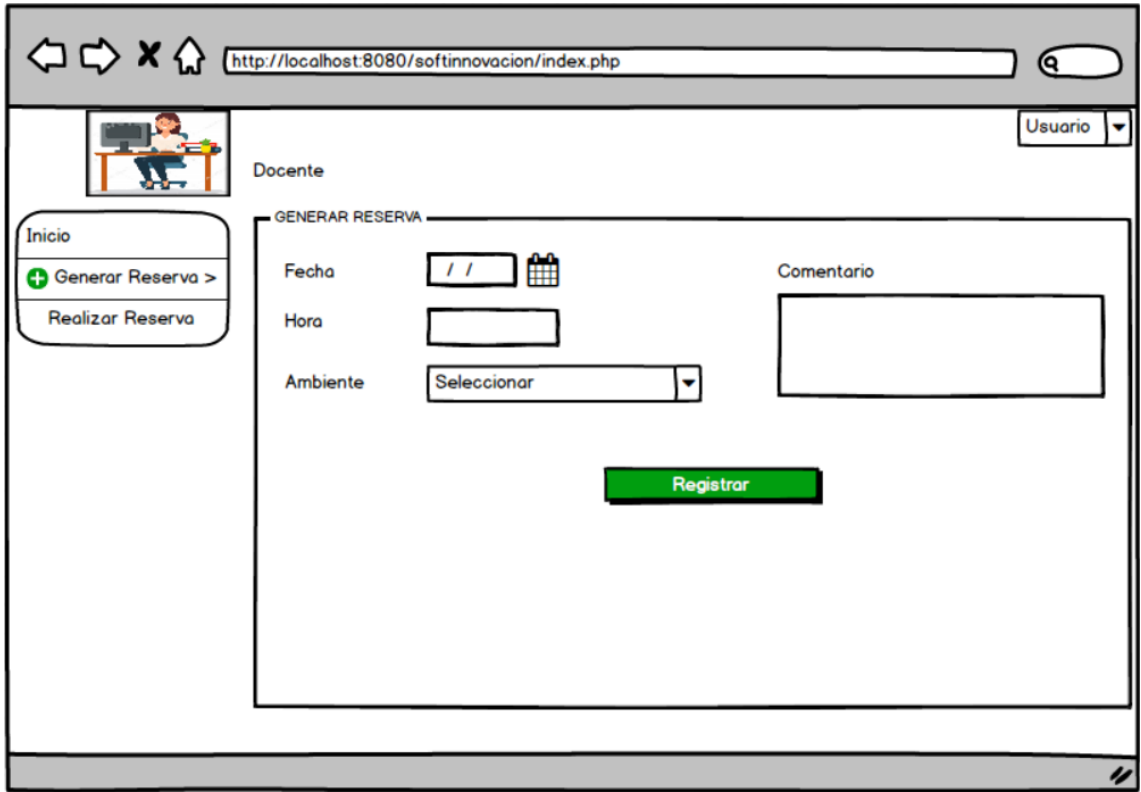 http://localhost:8080/softinnovacion/index.php
Usuario
Docente
Inicio
Generar Reserva >
Realizar Reserva
GENERAR RESERVA
Fecha
/ /
Comentario
Hora
Ambiente
Seleccionar
Registrar